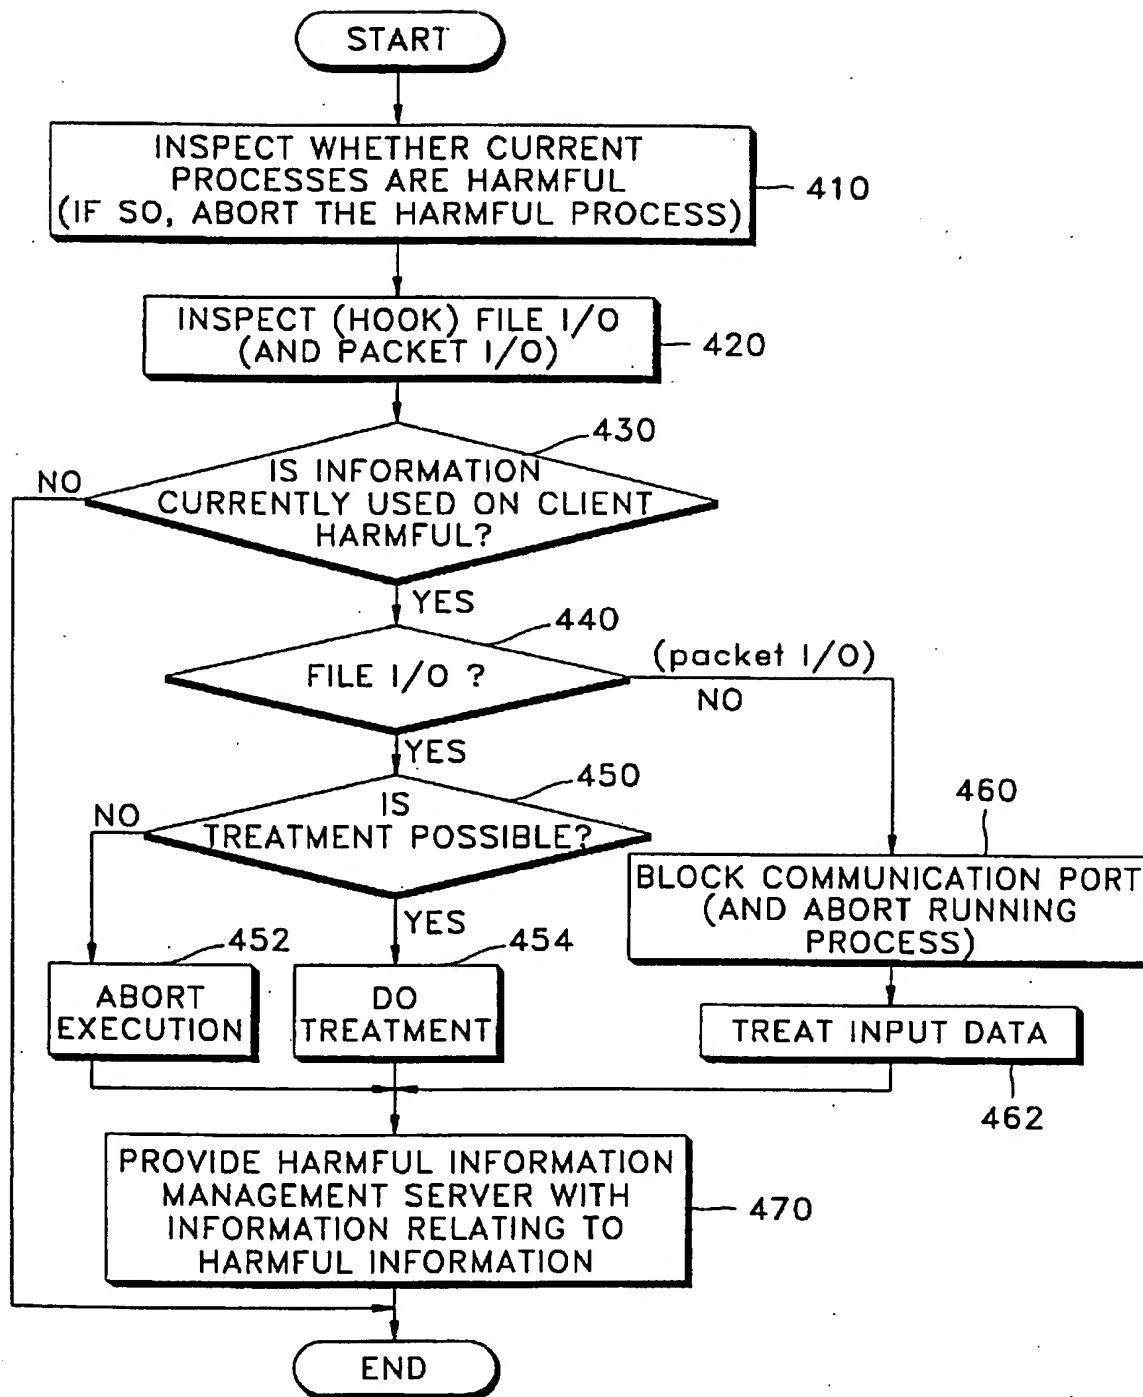 START
INSPECT WHETHER CURRENT
PROCESSES ARE HARMFUL
(IF SO, ABORT THE HARMFUL PROCESS)
410
INSPECT (HOOK) FILE I/O
(AND PACKET I/O)
420
430
NO
IS INFORMATION
CURRENTLY USED ON CLIENT
HARMFUL?
YES
440
FILE I/O ?
(packet I/O)
NO
YES
450
NO
IS
TREATMENT POSSIBLE?
460
BLOCK COMMUNICATION PORT
(AND ABORT RUNNING
PROCESS)
YES
452
454
ABORT
EXECUTION
DO
TREATMENT
TREAT INPUT DATA
462
PROVIDE HARMFUL INFORMATION
MANAGEMENT SERVER WITH
INFORMATION RELATING TO
HARMFUL INFORMATION
470
END